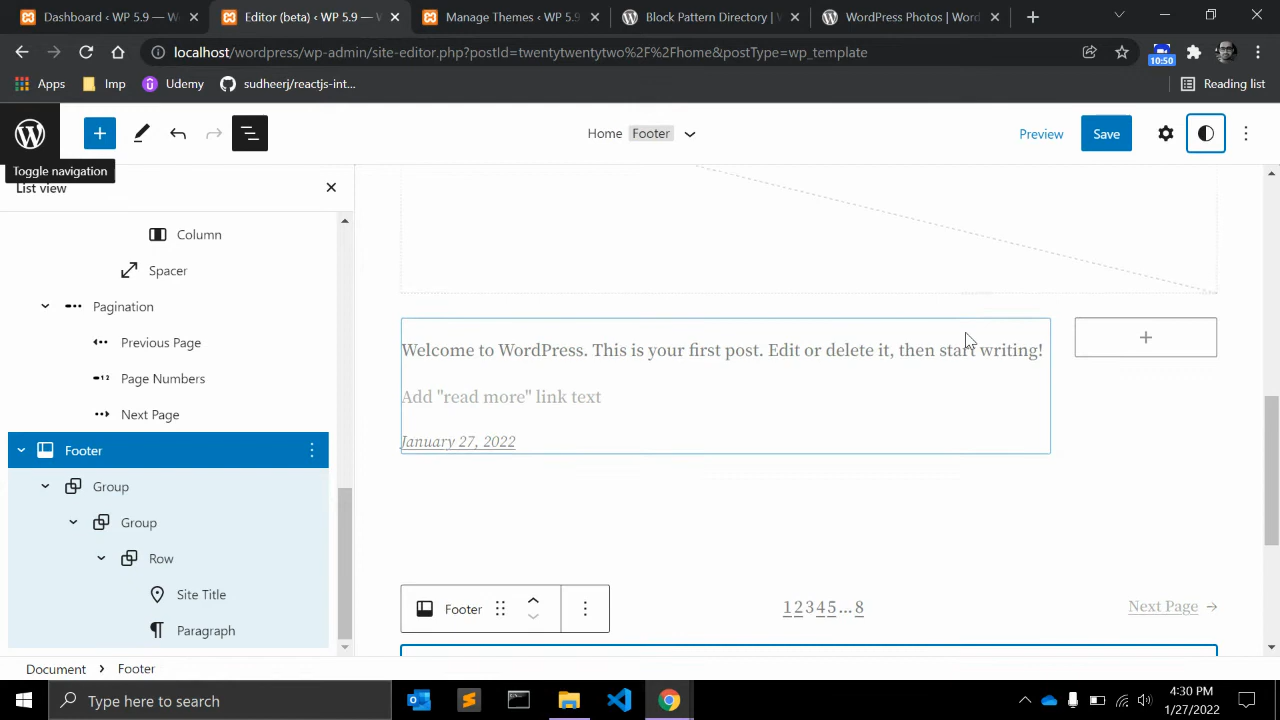 Dashboard ‹ WP 5.9 — W
Editor (beta) ‹ WP 5.9 —
Manage Themes ‹ WP 5.9
Block Pattern Directory | W
WordPress Photos | Word
localhost/wordpress/wp-admin/site-editor.php?postId=twentytwentytwo%2F%2Fhome&postType=wp_template
10:50
Apps
Imp
Udemy
sudheerj/reactjs-int...
Reading list
Home
Footer
Preview
Save
Toggle navigation
List view
Column
Spacer
Pagination
Previous Page
Page Numbers
Next Page
Footer
Group
Group
Row
Site Title
Paragraph
Welcome to WordPress. This is your first post. Edit or delete it, then start writing!
Add "read more" link text
January 27, 2022
Footer
1 2 3 4 5 … 8
Next Page →
Document
Footer
Type here to search
4:30 PM
1/27/2022